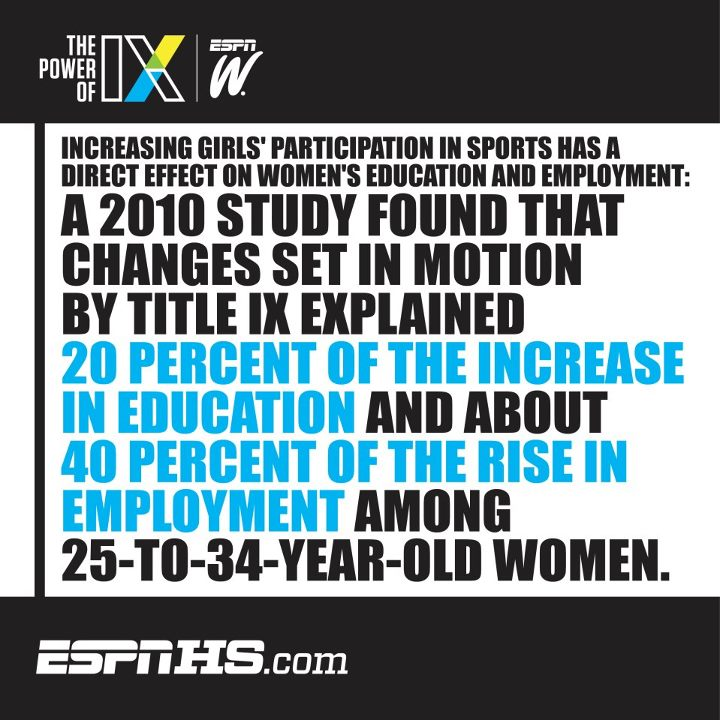 THE
POWER
OF IX
ESPN
W.
INCREASING GIRLS' PARTICIPATION IN SPORTS HAS A
DIRECT EFFECT ON WOMEN'S EDUCATION AND EMPLOYMENT:
A 2010 STUDY FOUND THAT
CHANGES SET IN MOTION
BY TITLE IX EXPLAINED
20 PERCENT OF THE INCREASE
IN EDUCATION AND ABOUT
40 PERCENT OF THE RISE IN
EMPLOYMENT AMONG
25-TO-34-YEAR-OLD WOMEN.
ESPNHS.com